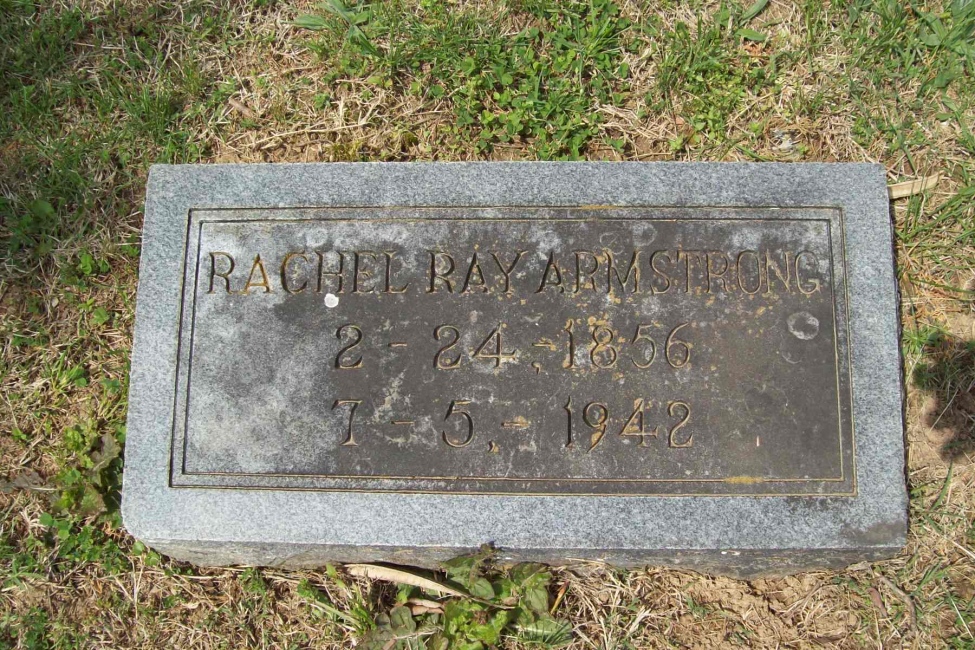 RACHEL RAY ARMSTRONG
2 - 24,-1856
7 - 5,- 1942